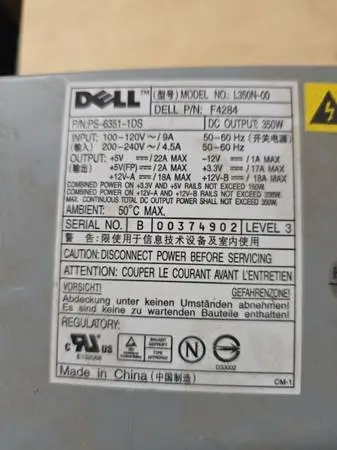 DELL (型号) MODEL NO.: L350N-00
DELL P/N: F4284
P/N:PS-6351-1DS DC OUTPUT: 350W
INPUT: 100-120V～/ 9A 50-60 Hz (开关电源)
(输入) 200-240V～/ 4.5A 50-60 Hz
OUTPUT: +5V ⎓/ 22A MAX -12V ⎓/ 1A MAX
(输出) +5V(FP) ⎓/ 2A MAX +3.3V ⎓/ 17A MAX
+12V-A ⎓/ 18A MAX +12V-B ⎓/ 18A MAX
COMBINED POWER ON +3.3V AND +5V RAILS NOT EXCEED 150W.
COMBINED POWER ON +12V-A AND +12V-B RAILS NOT EXCEED
MAX. CONTINUOUS TOTAL DC OUTPUT POWER SHALL NOT EXCEED 350W.
AMBIENT: 50°C MAX.
SERIAL NO.: B 00374902 LEVEL 3
警告: 限使用于信息技术设备及室内使用
CAUTION: DISCONNECT POWER BEFORE SERVICING
ATTENTION: COUPER LE COURANT AVANT L'ENTRETIEN
VORSICHT! GEFAHRENZONE!
Abdeckung unter keinen Umständen abnehmen!
Es sind keine zu wartenden Bauteile enthalten!
REGULATORY:
c UL us N D
E132068 D33002
Made in China (中国制造) CM-1